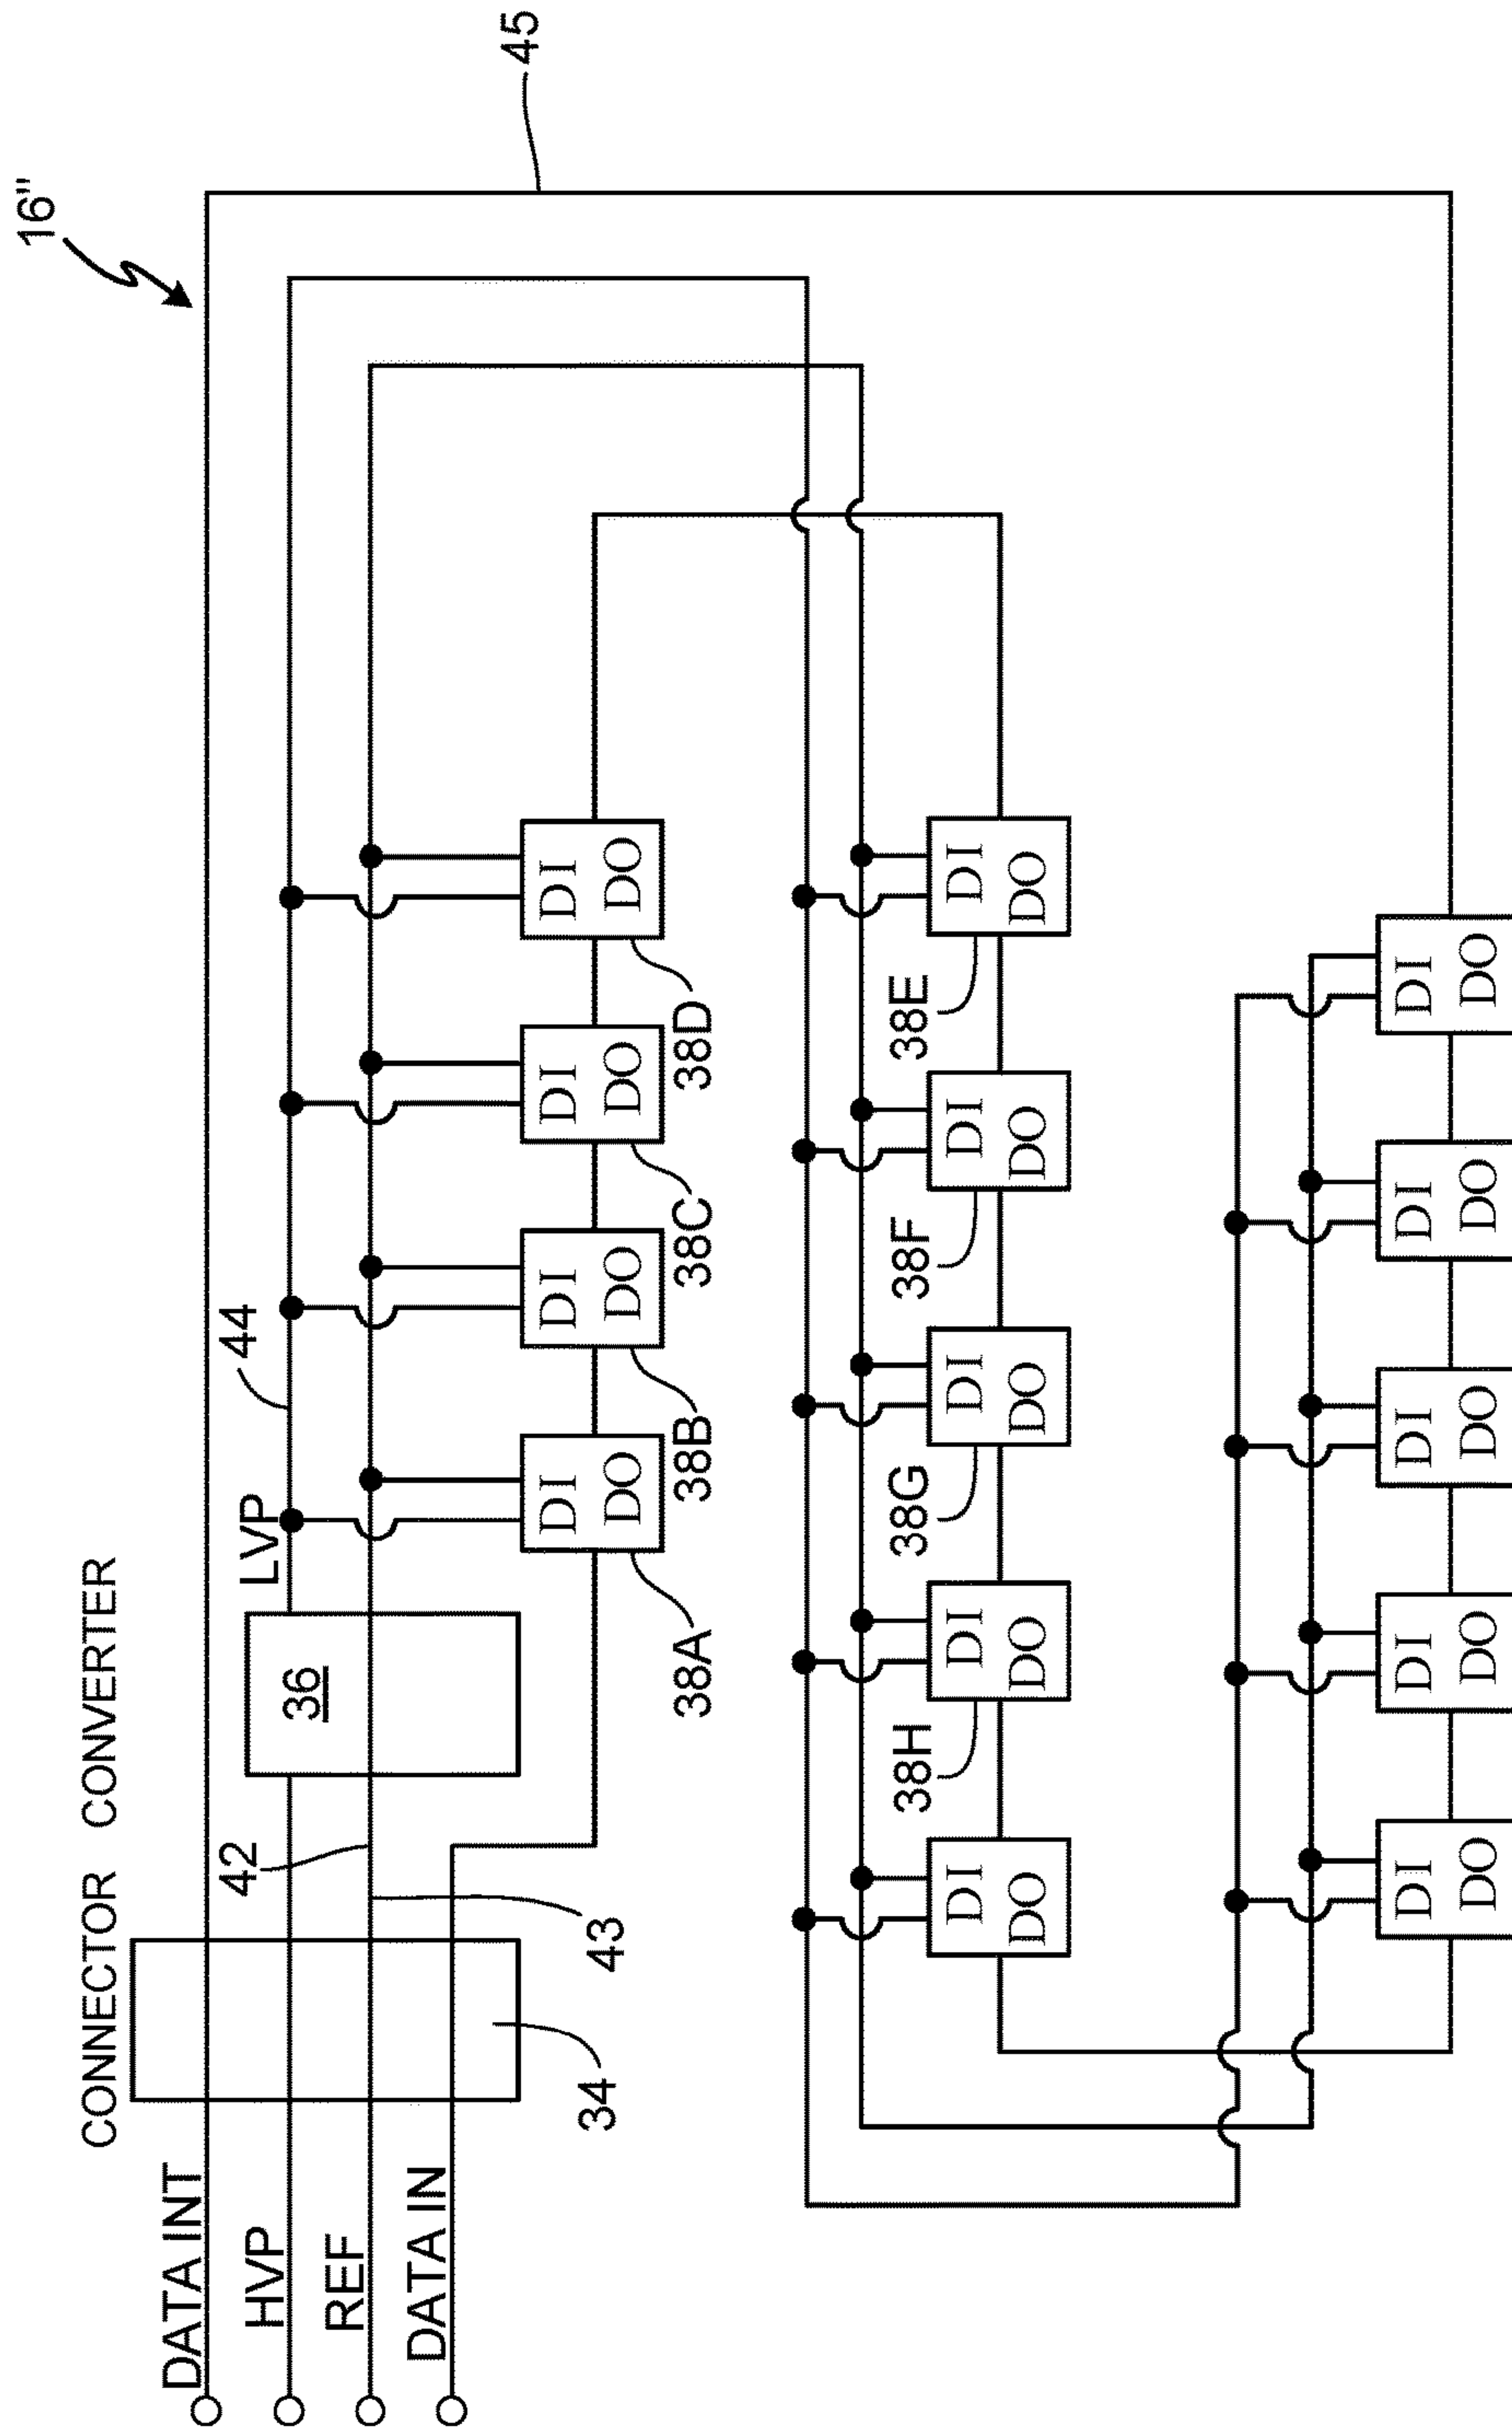 16"
45
CONNECTOR CONVERTER
DATA INT
HVP
REF
DATA IN
42
43
34
36
LVP
44
DI
DO
DI
DO
DI
DO
DI
DO
38A
38B
38C
38D
38H
38G
38F
38E
DI
DO
DI
DO
DI
DO
DI
DO
DI
DO
DI
DO
DI
DO
DI
DO
DI
DO
DI
DO